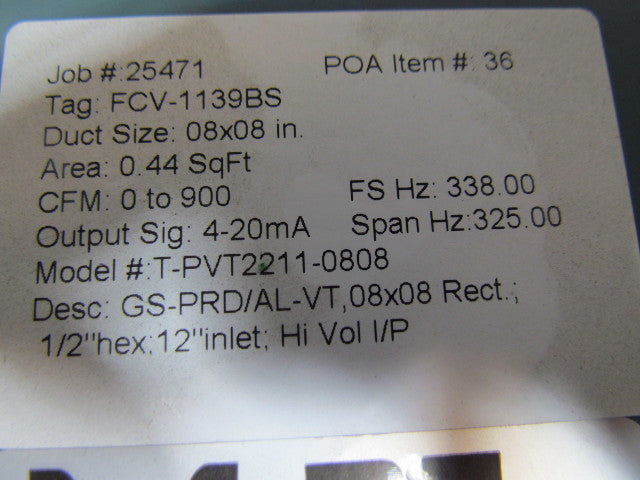 Job #:25471 POA Item #: 36
Tag: FCV-1139BS
Duct Size: 08x08 in.
Area: 0.44 SqFt
CFM: 0 to 900 FS Hz: 338.00
Output Sig: 4-20mA Span Hz:325.00
Model #:T-PVT2211-0808
Desc: GS-PRD/AL-VT,08x08 Rect.;
1/2"hex;12"inlet; Hi Vol I/P